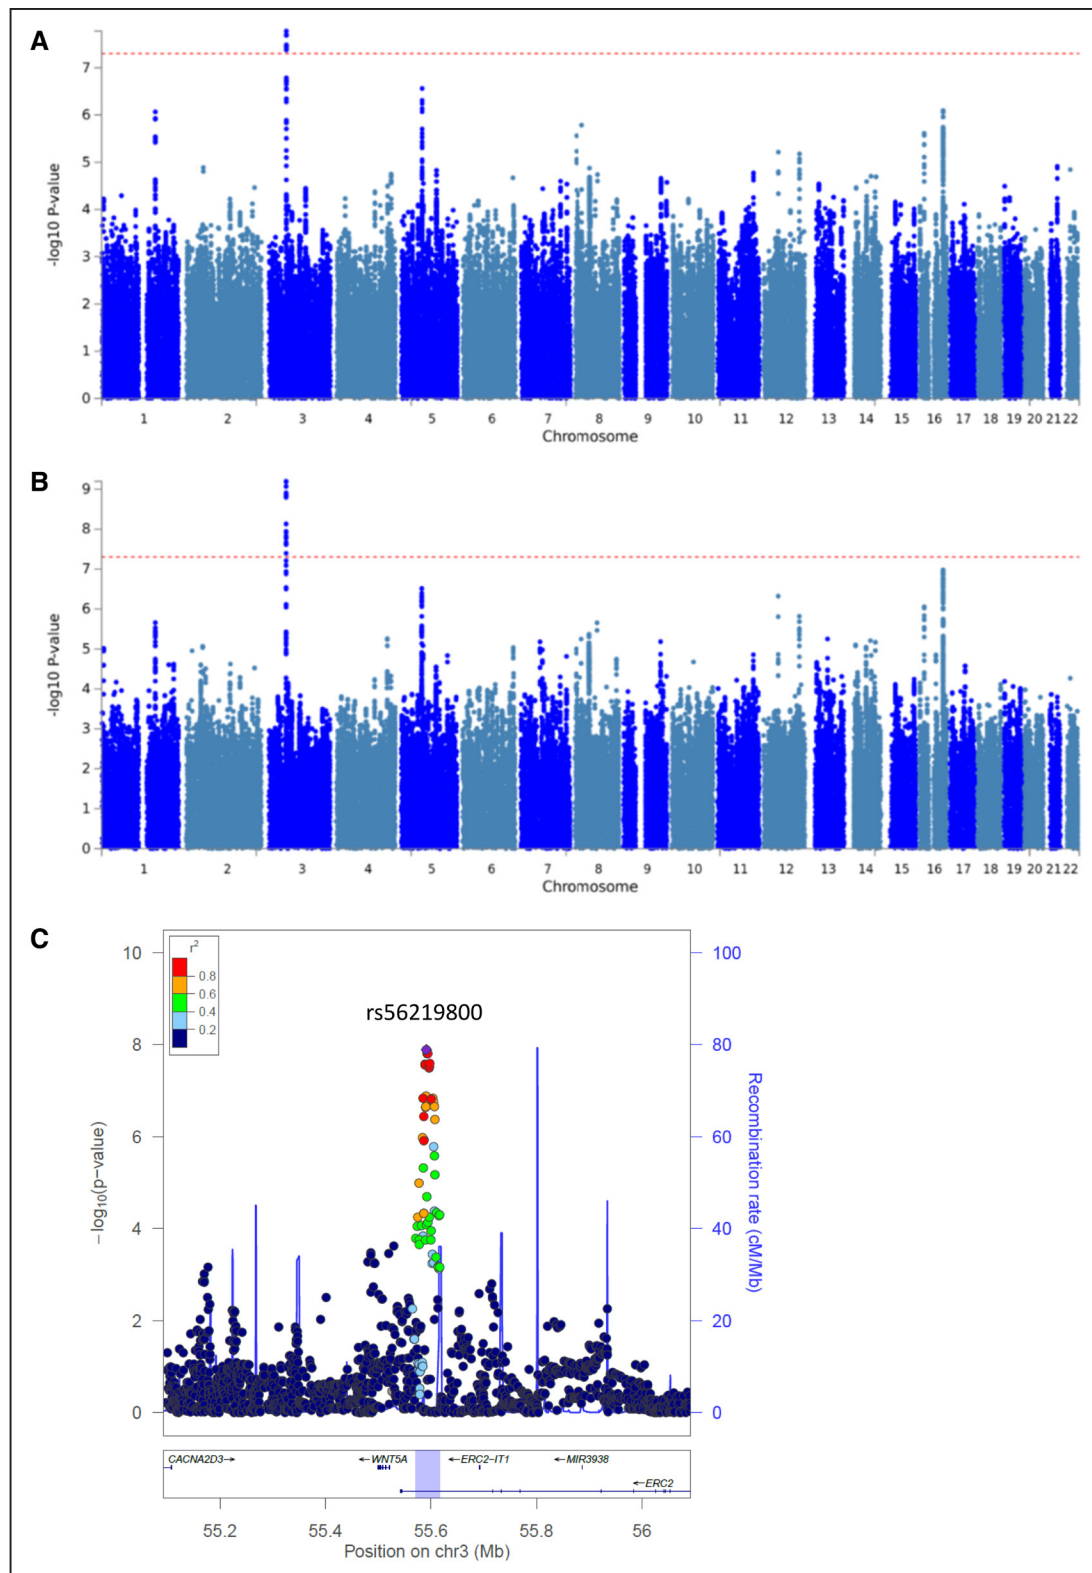 A
-log10 P-value
7
6
5
4
3
2
1
0
1 2 3 4 5 6 7 8 9 10 11 12 13 14 15 16 17 18 19 20 21 22
Chromosome
B
-log10 P-value
9
8
7
6
5
4
3
2
1
0
1 2 3 4 5 6 7 8 9 10 11 12 13 14 15 16 17 18 19 20 21 22
Chromosome
C
r2
0.8
0.6
0.4
0.2
rs56219800
−log10(p−value)
10
8
6
4
2
0
100
80
60
40
20
0
Recombination rate (cM/Mb)
CACNA2D3→ ←WNT5A ←ERC2−IT1 ←MIR3938
←ERC2
55.2 55.4 55.6 55.8 56
Position on chr3 (Mb)